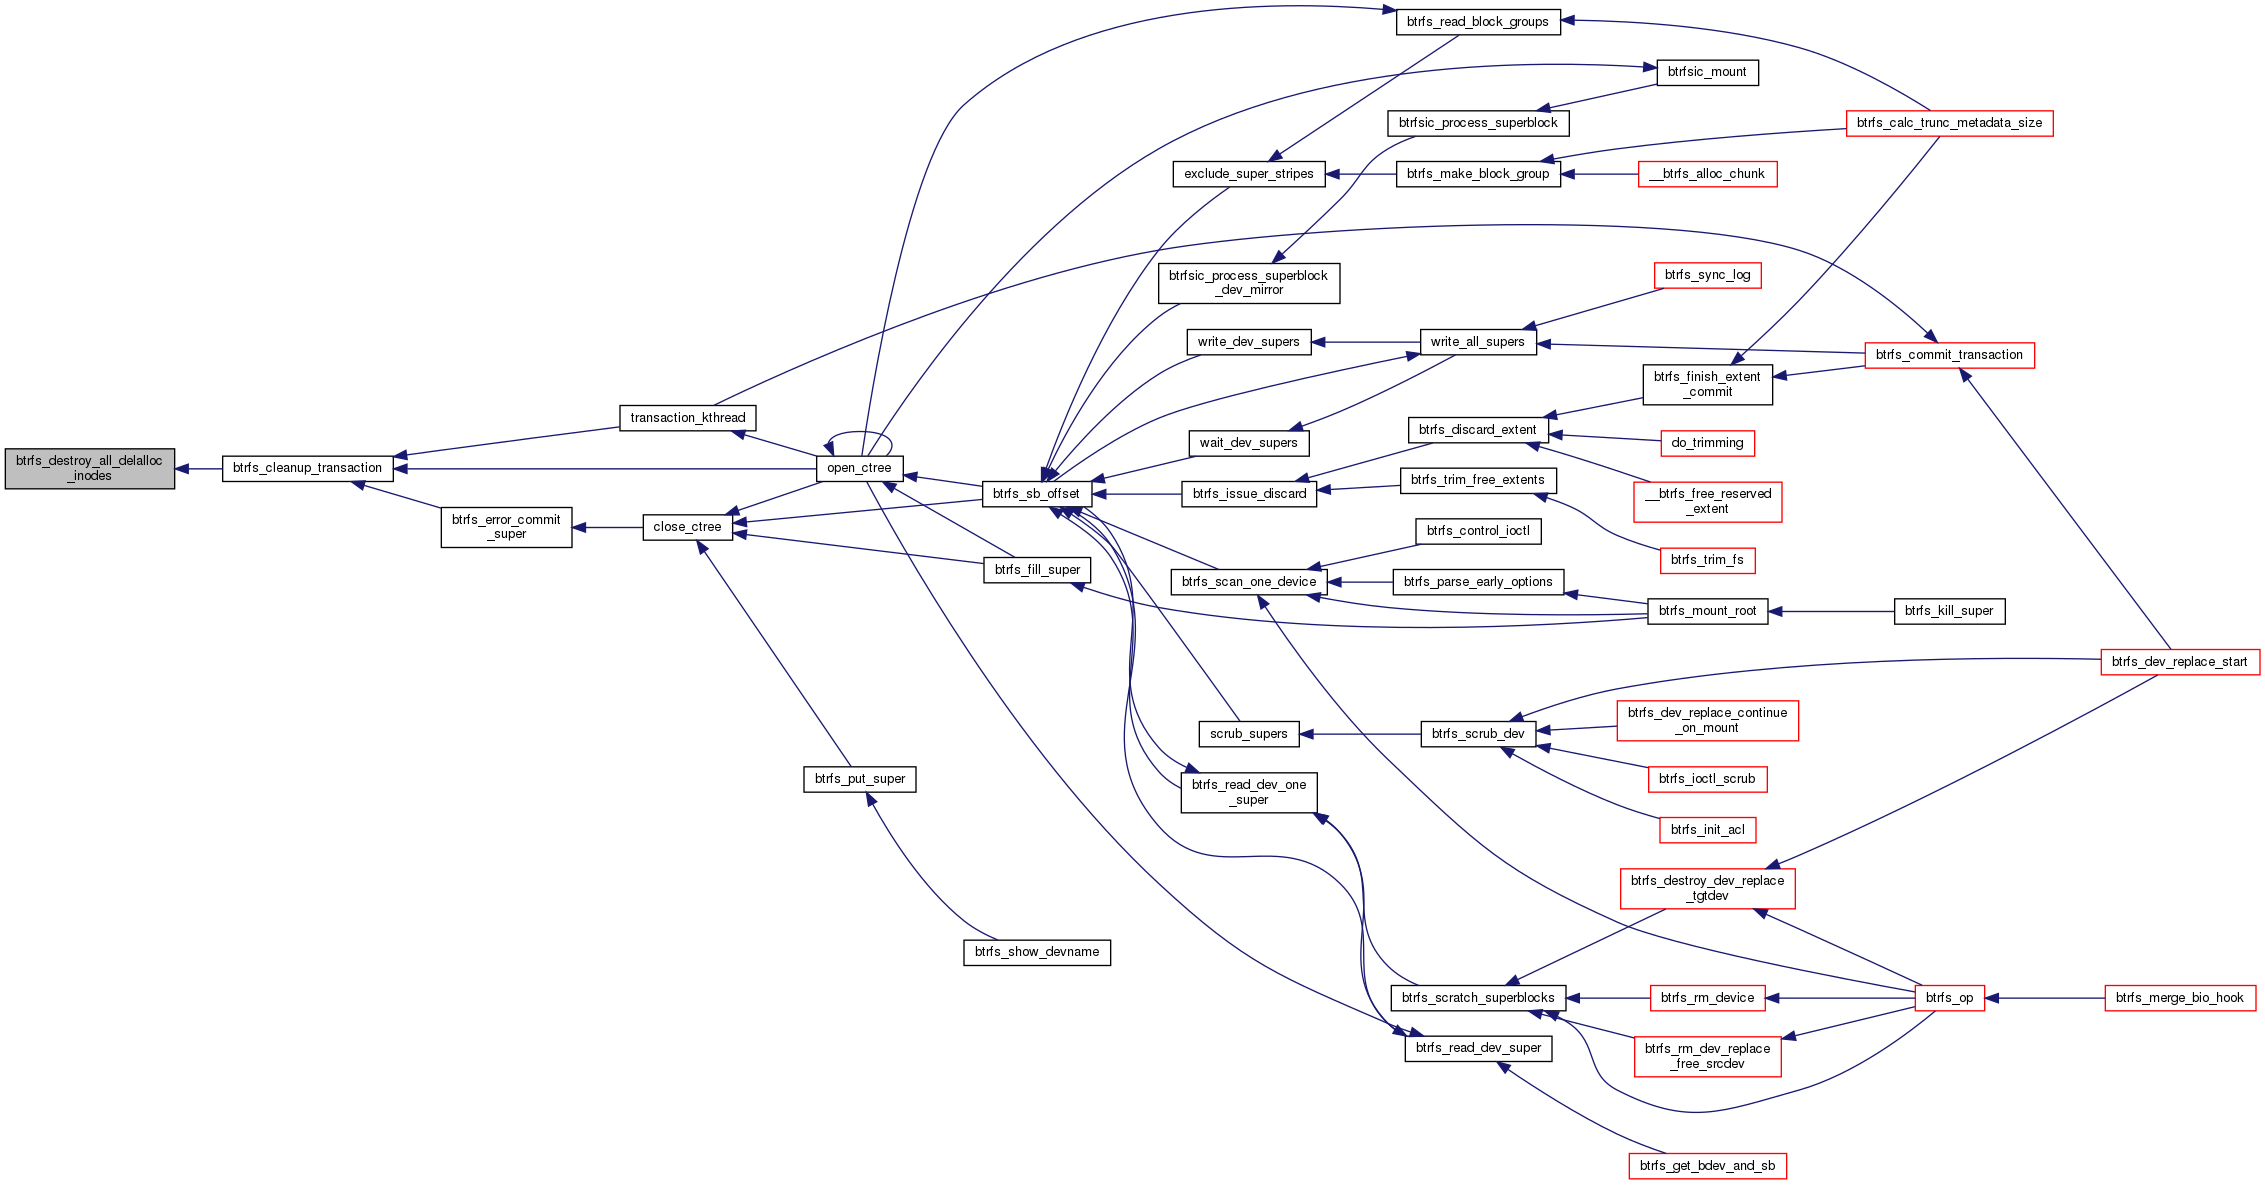 btrfs_read_block_groups
btrfsic_mount
btrfsic_process_superblock
btrfs_calc_trunc_metadata_size
exclude_super_stripes
btrfs_make_block_group
__btrfs_alloc_chunk
btrfsic_process_superblock
_dev_mirror
btrfs_sync_log
write_dev_supers
write_all_supers
btrfs_commit_transaction
btrfs_finish_extent
_commit
transaction_kthread
btrfs_discard_extent
do_trimming
wait_dev_supers
btrfs_destroy_all_delalloc
_inodes
btrfs_cleanup_transaction
open_ctree
btrfs_sb_offset
btrfs_issue_discard
btrfs_trim_free_extents
__btrfs_free_reserved
_extent
btrfs_error_commit
_super
close_ctree
btrfs_control_ioctl
btrfs_trim_fs
btrfs_fill_super
btrfs_scan_one_device
btrfs_parse_early_options
btrfs_mount_root
btrfs_kill_super
btrfs_dev_replace_start
btrfs_dev_replace_continue
_on_mount
scrub_supers
btrfs_scrub_dev
btrfs_ioctl_scrub
btrfs_put_super
btrfs_read_dev_one
_super
btrfs_init_acl
btrfs_destroy_dev_replace
_tgtdev
btrfs_show_devname
btrfs_scratch_superblocks
btrfs_rm_device
btrfs_op
btrfs_merge_bio_hook
btrfs_read_dev_super
btrfs_rm_dev_replace
_free_srcdev
btrfs_get_bdev_and_sb